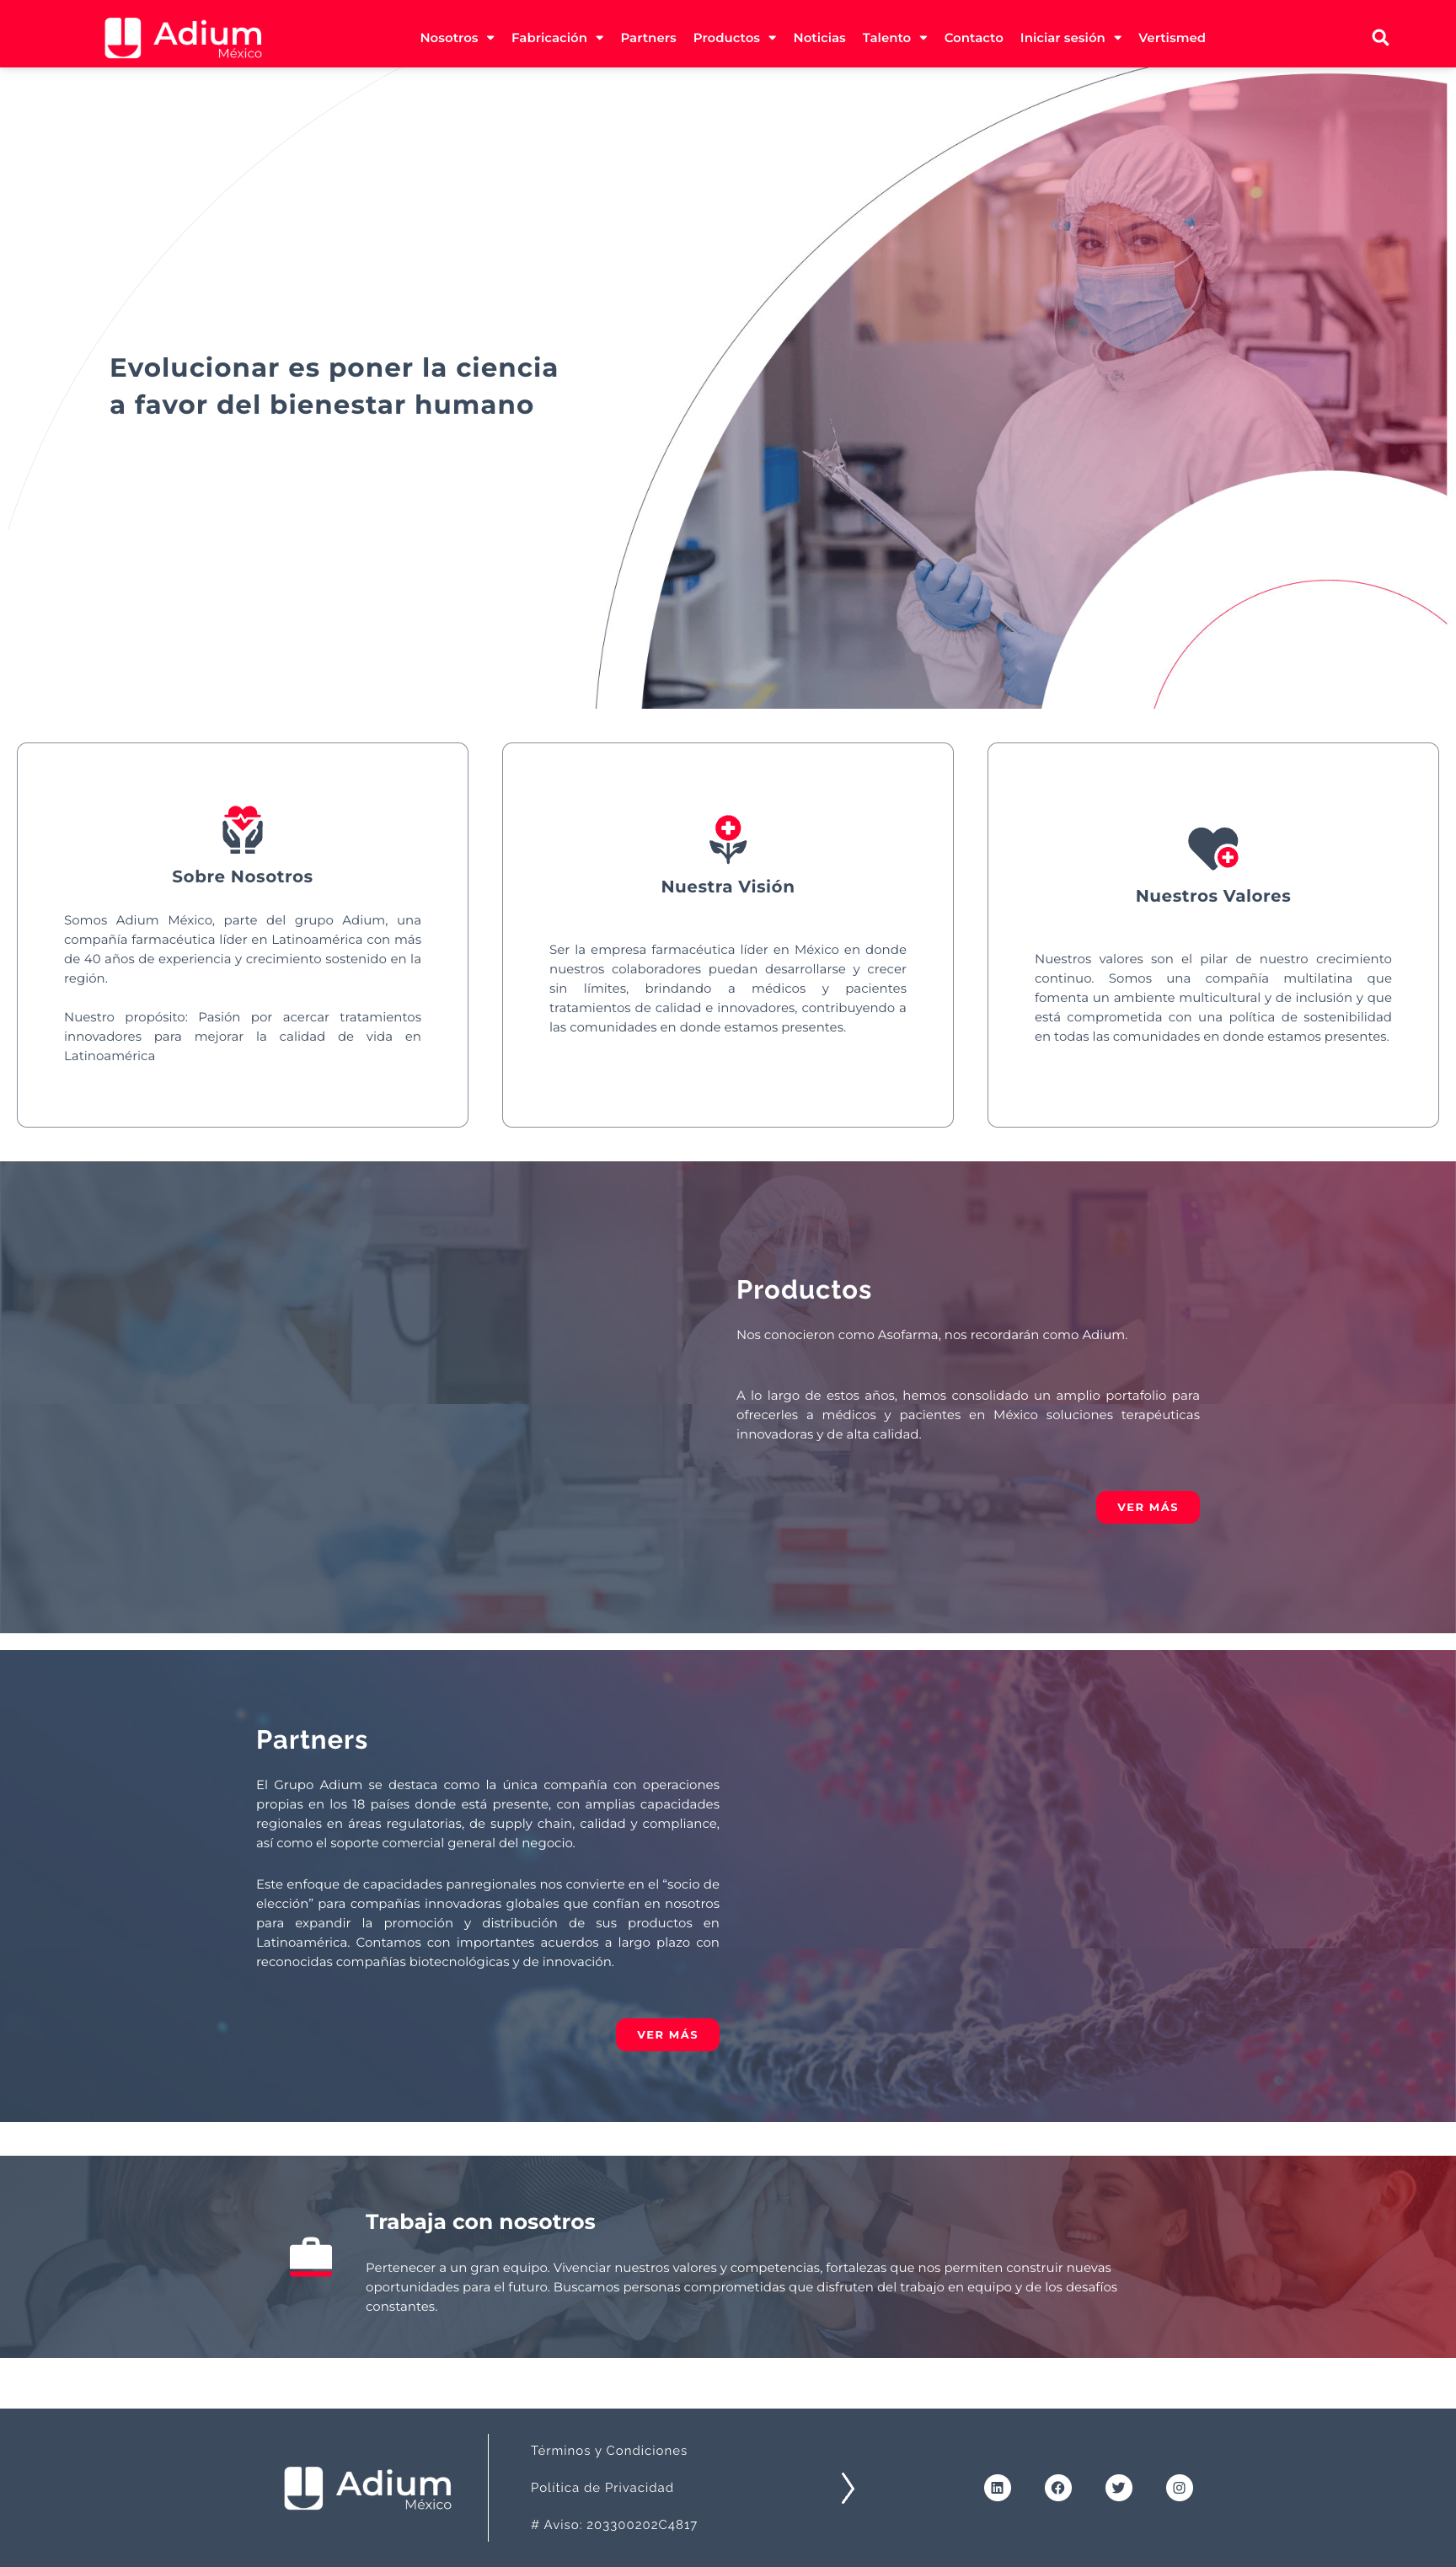 Adium
México
Nosotros
Fabricación
Partners
Productos
Noticias
Talento
Contacto
Iniciar sesión
Vertismed
Evolucionar es poner la ciencia
a favor del bienestar humano
Sobre Nosotros
Somos Adium México, parte del grupo Adium, una
compañía farmacéutica líder en Latinoamérica con más
de 40 años de experiencia y crecimiento sostenido en la
región.
Nuestro propósito: Pasión por acercar tratamientos
innovadores para mejorar la calidad de vida en
Latinoamérica
Nuestra Visión
Ser la empresa farmacéutica líder en México en donde
nuestros colaboradores puedan desarrollarse y crecer
sin límites, brindando a médicos y pacientes
tratamientos de calidad e innovadores, contribuyendo a
las comunidades en donde estamos presentes.
Nuestros Valores
Nuestros valores son el pilar de nuestro crecimiento
continuo. Somos una compañía multilatina que
fomenta un ambiente multicultural y de inclusión y que
está comprometida con una política de sostenibilidad
en todas las comunidades en donde estamos presentes.
Productos
Nos conocieron como Asofarma, nos recordarán como Adium.
A lo largo de estos años, hemos consolidado un amplio portafolio para
ofrecerles a médicos y pacientes en México soluciones terapéuticas
innovadoras y de alta calidad.
VER MÁS
Partners
El Grupo Adium se destaca como la única compañía con operaciones
propias en los 18 países donde está presente, con amplias capacidades
regionales en áreas regulatorias, de supply chain, calidad y compliance,
así como el soporte comercial general del negocio.
Este enfoque de capacidades panregionales nos convierte en el “socio de
elección” para compañías innovadoras globales que confían en nosotros
para expandir la promoción y distribución de sus productos en
Latinoamérica. Contamos con importantes acuerdos a largo plazo con
reconocidas compañías biotecnológicas y de innovación.
VER MÁS
Trabaja con nosotros
Pertenecer a un gran equipo. Vivenciar nuestros valores y competencias, fortalezas que nos permiten construir nuevas
oportunidades para el futuro. Buscamos personas comprometidas que disfruten del trabajo en equipo y de los desafíos
constantes.
Adium
México
Términos y Condiciones
Política de Privacidad
# Aviso: 203300202C4817